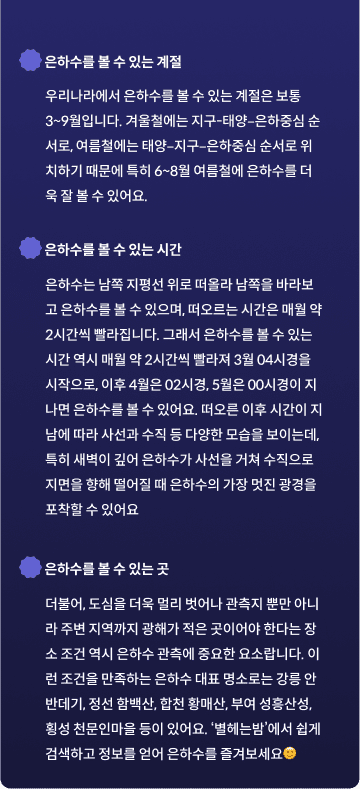 은하수를 볼 수 있는 계절
우리나라에서 은하수를 볼 수 있는 계절은 보통
3~9월입니다. 겨울철에는 지구-태양–은하중심 순
서로, 여름철에는 태양–지구–은하중심 순서로 위
치하기 때문에 특히 6~8월 여름철에 은하수를 더
욱 잘 볼 수 있어요.
은하수를 볼 수 있는 시간
은하수는 남쪽 지평선 위로 떠올라 남쪽을 바라보
고 은하수를 볼 수 있으며, 떠오르는 시간은 매월 약
2시간씩 빨라집니다. 그래서 은하수를 볼 수 있는
시간 역시 매월 약 2시간씩 빨라져 3월 04시경을
시작으로, 이후 4월은 02시경, 5월은 00시경이 지
나면 은하수를 볼 수 있어요. 떠오른 이후 시간이 지
남에 따라 사선과 수직 등 다양한 모습을 보이는데,
특히 새벽이 깊어 은하수가 사선을 거쳐 수직으로
지면을 향해 떨어질 때 은하수의 가장 멋진 광경을
포착할 수 있어요
은하수를 볼 수 있는 곳
더불어, 도심을 더욱 멀리 벗어나 관측지 뿐만 아니
라 주변 지역까지 광해가 적은 곳이어야 한다는 장
소 조건 역시 은하수 관측에 중요한 요소랍니다. 이
런 조건을 만족하는 은하수 대표 명소로는 강릉 안
반데기, 정선 함백산, 합천 황매산, 부여 성흥산성,
횡성 천문인마을 등이 있어요. ‘별헤는밤’에서 쉽게
검색하고 정보를 얻어 은하수를 즐겨보세요🌞